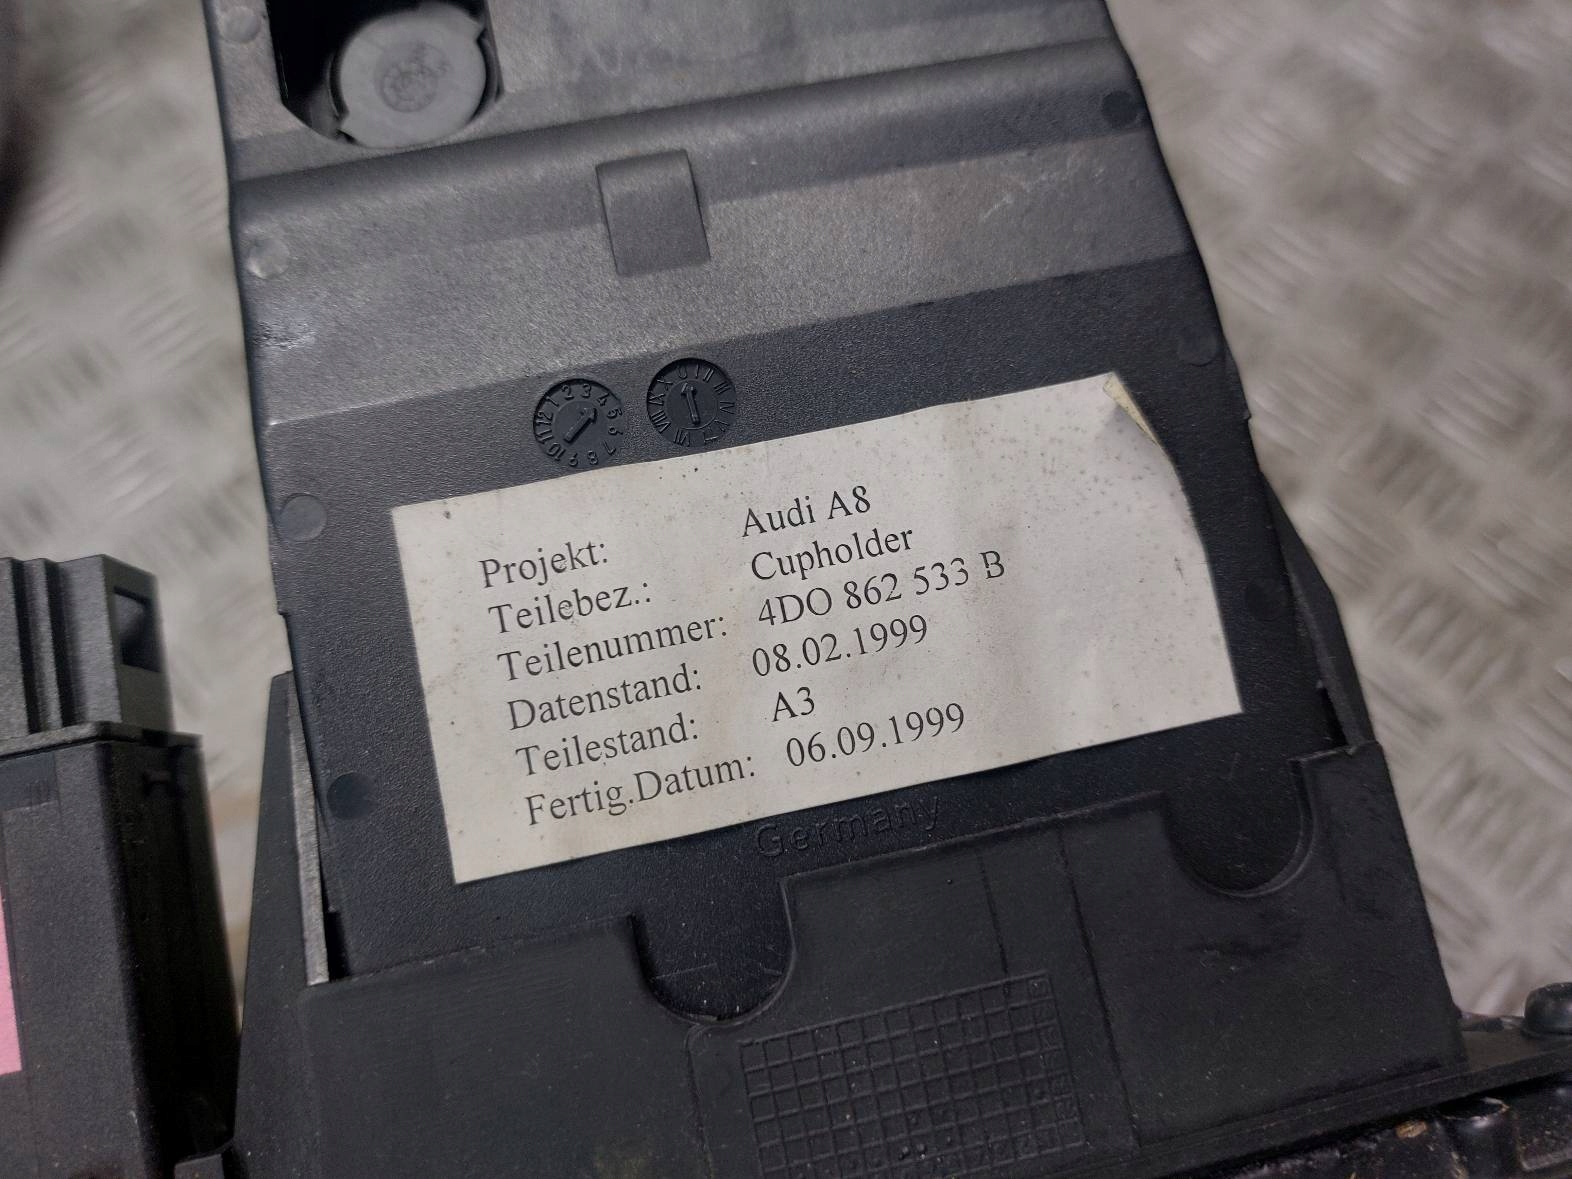 Projekt: Audi A8
Teilebez.: Cupholder
Teilenummer: 4DO 862 533 B
Datenstand: 08.02.1999
Teilestand: A3
Fertig.Datum: 06.09.1999
Germany